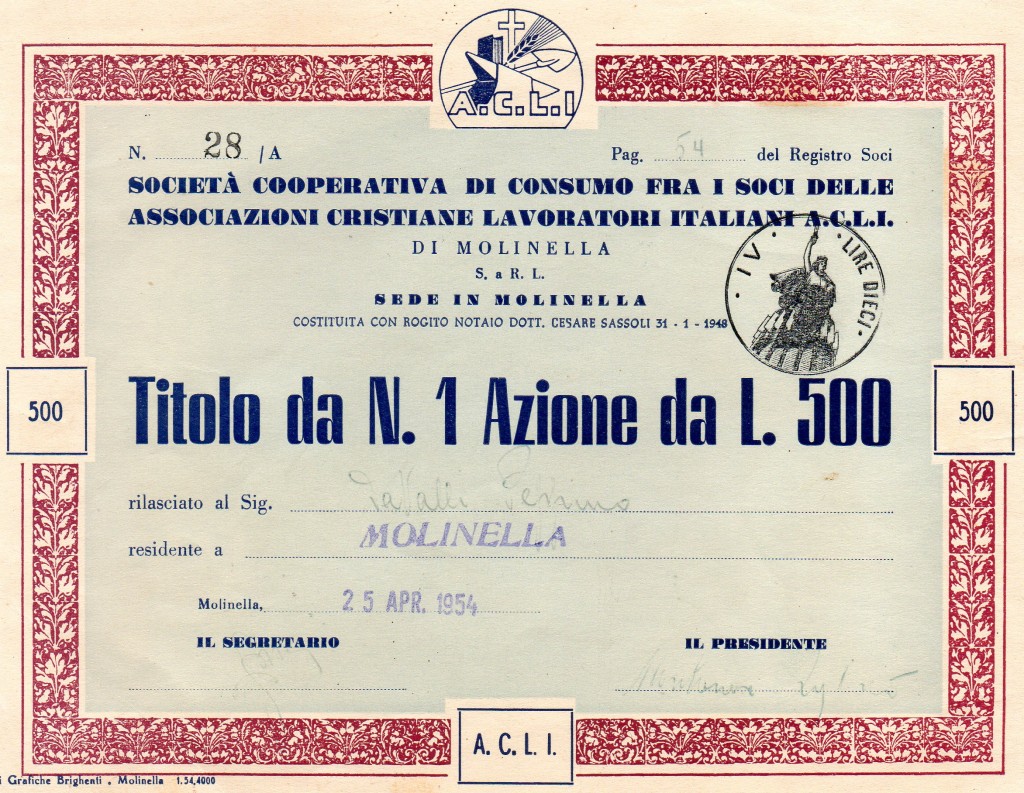 A.C.L.I
N. 28 /A Pag. 54 del Registro Soci
SOCIETÀ COOPERATIVA DI CONSUMO FRA I SOCI DELLE
ASSOCIAZIONI CRISTIANE LAVORATORI ITALIANI A.C.L.I.
DI MOLINELLA
S. a R. L.
SEDE IN MOLINELLA
COSTITUITA CON ROGITO NOTAIO DOTT. CESARE SASSOLI 31 - 1 - 1948
· IV · LIRE DIECI ·
Titolo da N. 1 Azione da L. 500
500
500
rilasciato al Sig.
residente a MOLINELLA
Molinella, 25 APR. 1954
IL SEGRETARIO IL PRESIDENTE
A. C. L. I.
i Grafiche Brighenti . Molinella 1.54,4000